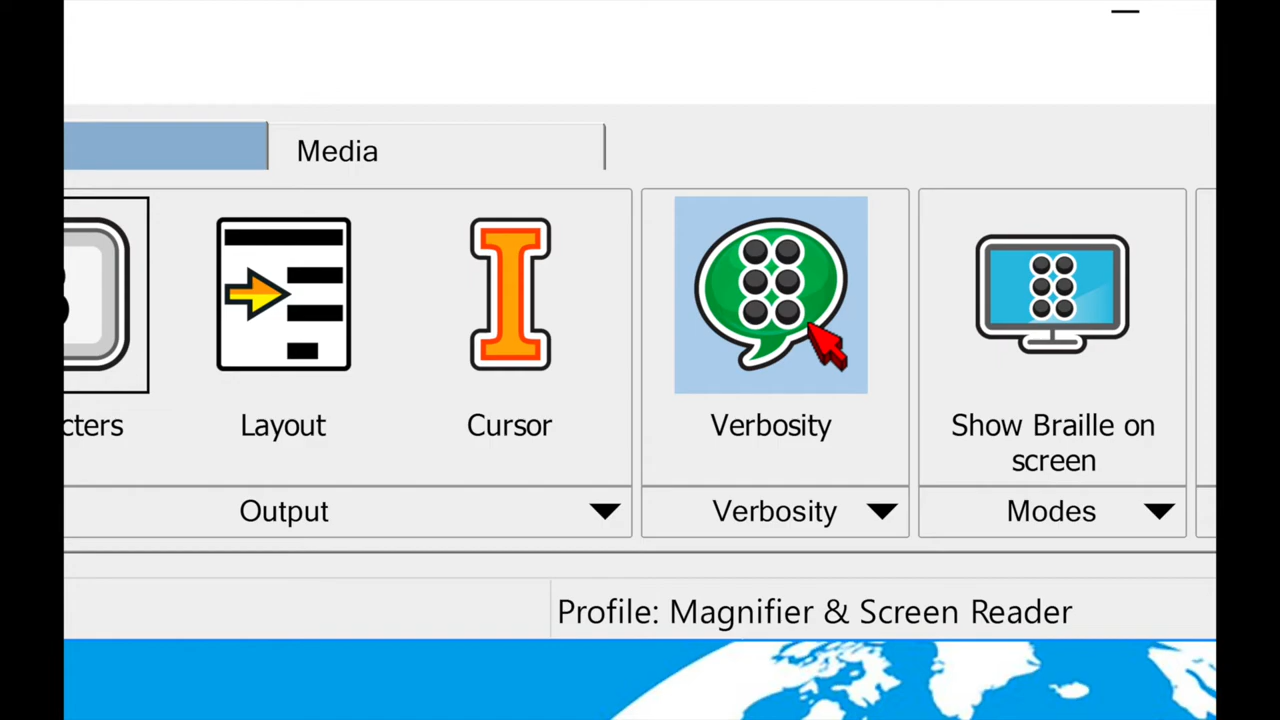 Media
cters
Layout
Cursor
Verbosity
Show Braille on
screen
Output
Verbosity
Modes
Profile: Magnifier & Screen Reader